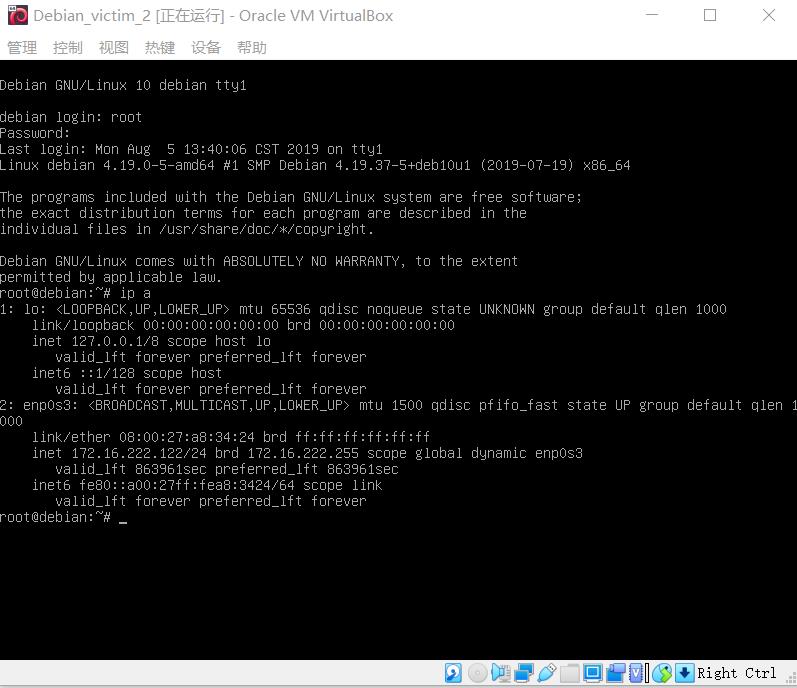 Debian_victim_2 [正在运行] - Oracle VM VirtualBox
管理 控制 视图 热键 设备 帮助
Debian GNU/Linux 10 debian tty1
debian login: root
Password:
Last login: Mon Aug  5 13:40:06 CST 2019 on tty1
Linux debian 4.19.0-5-amd64 #1 SMP Debian 4.19.37-5+deb10u1 (2019-07-19) x86_64
The programs included with the Debian GNU/Linux system are free software;
the exact distribution terms for each program are described in the
individual files in /usr/share/doc/*/copyright.
Debian GNU/Linux comes with ABSOLUTELY NO WARRANTY, to the extent
permitted by applicable law.
root@debian:~# ip a
1: lo: <LOOPBACK,UP,LOWER_UP> mtu 65536 qdisc noqueue state UNKNOWN group default qlen 1000
    link/loopback 00:00:00:00:00:00 brd 00:00:00:00:00:00
    inet 127.0.0.1/8 scope host lo
       valid_lft forever preferred_lft forever
    inet6 ::1/128 scope host
       valid_lft forever preferred_lft forever
2: enp0s3: <BROADCAST,MULTICAST,UP,LOWER_UP> mtu 1500 qdisc pfifo_fast state UP group default qlen 1
000
    link/ether 08:00:27:a8:34:24 brd ff:ff:ff:ff:ff:ff
    inet 172.16.222.122/24 brd 172.16.222.255 scope global dynamic enp0s3
       valid_lft 863961sec preferred_lft 863961sec
    inet6 fe80::a00:27ff:fea8:3424/64 scope link
       valid_lft forever preferred_lft forever
root@debian:~# _
Right Ctrl